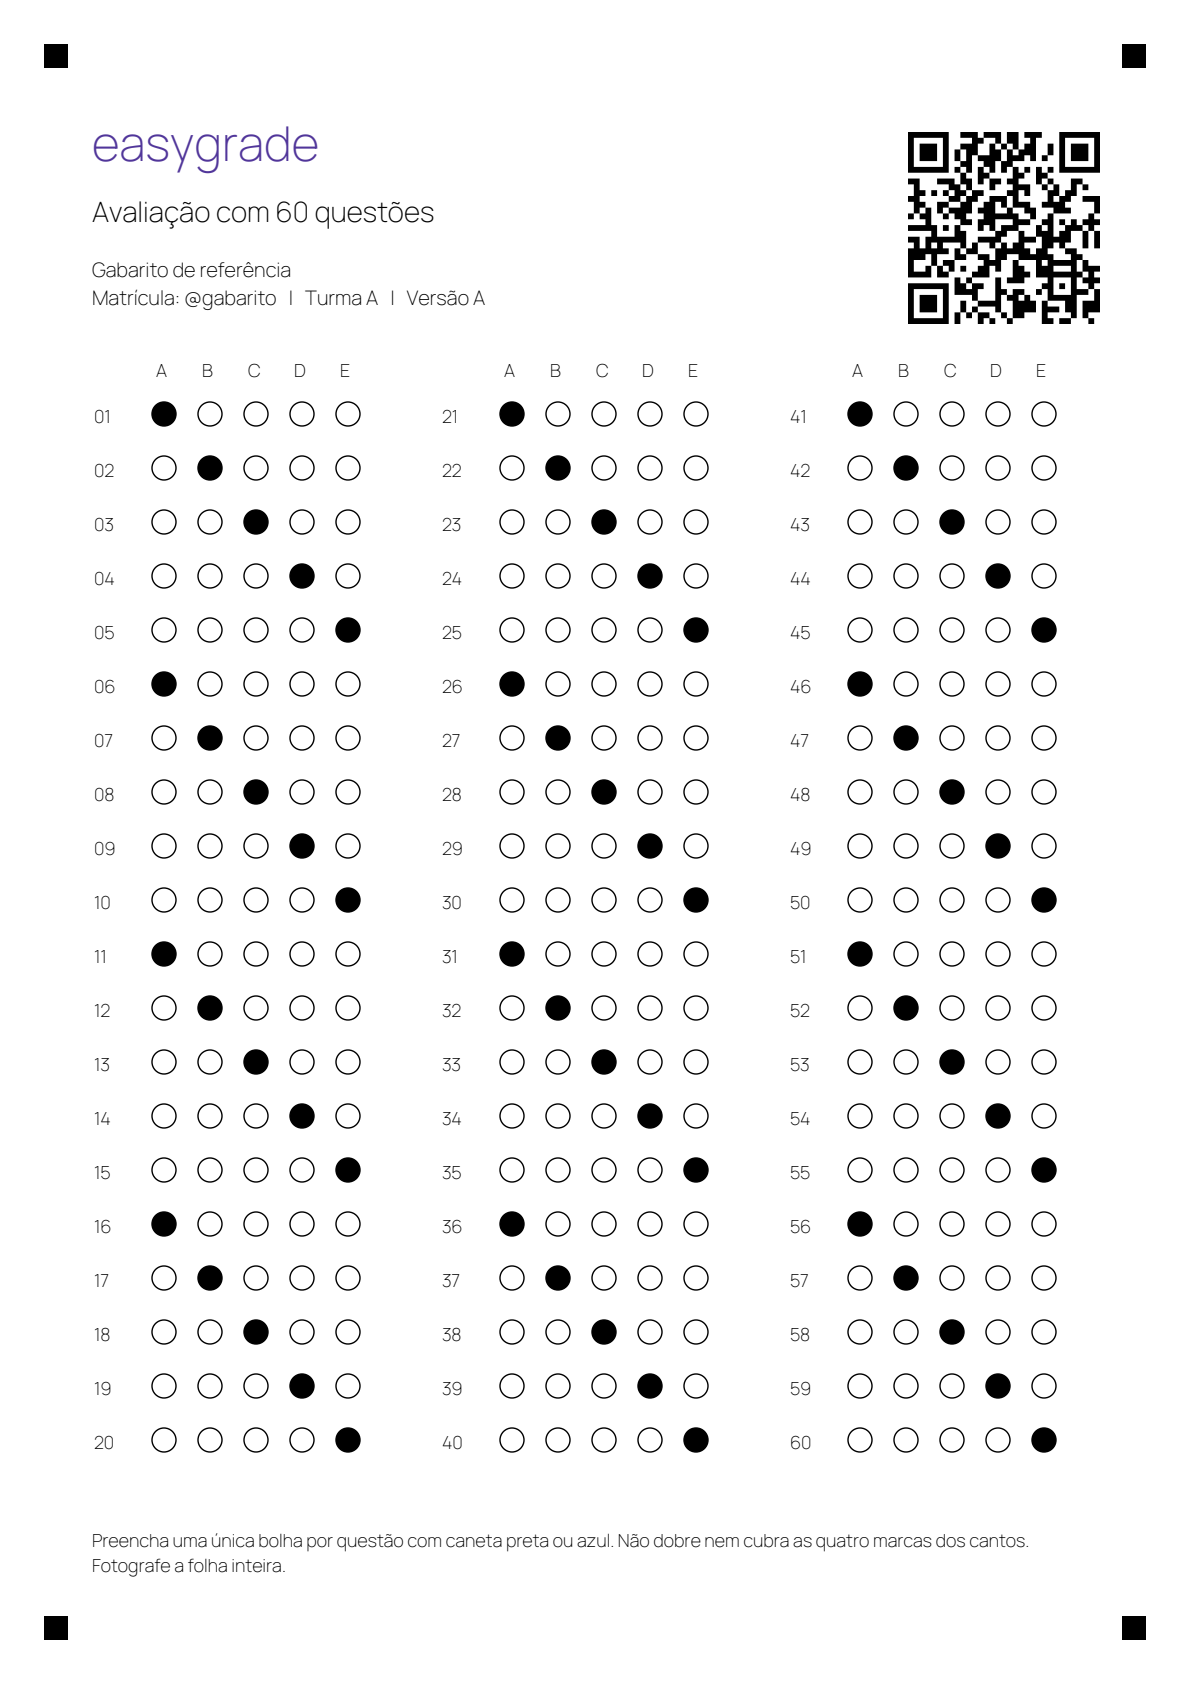 easygrade
Avaliação com 60 questões
Gabarito de referência
Matrícula: @gabarito | Turma A | Versão A
A B C D E A B C D E A B C D E
01 21 41
02 22 42
03 23 43
04 24 44
05 25 45
06 26 46
07 27 47
08 28 48
09 29 49
10 30 50
11 31 51
12 32 52
13 33 53
14 34 54
15 35 55
16 36 56
17 37 57
18 38 58
19 39 59
20 40 60
Preencha uma única bolha por questão com caneta preta ou azul. Não dobre nem cubra as quatro marcas dos cantos.
Fotografe a folha inteira.